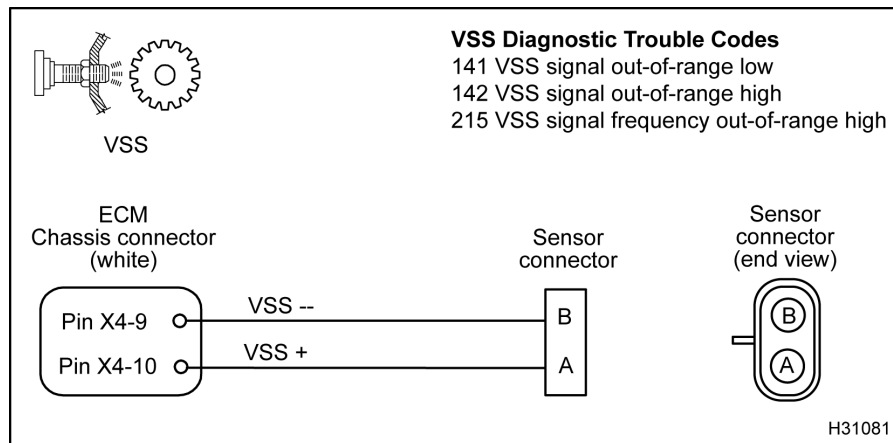 VSS Diagnostic Trouble Codes
141 VSS signal out-of-range low
142 VSS signal out-of-range high
215 VSS signal frequency out-of-range high
VSS
ECM
Chassis connector
(white)
Sensor
connector
Sensor
connector
(end view)
Pin X4-9
VSS --
B
Pin X4-10
VSS +
A
B
A
H31081